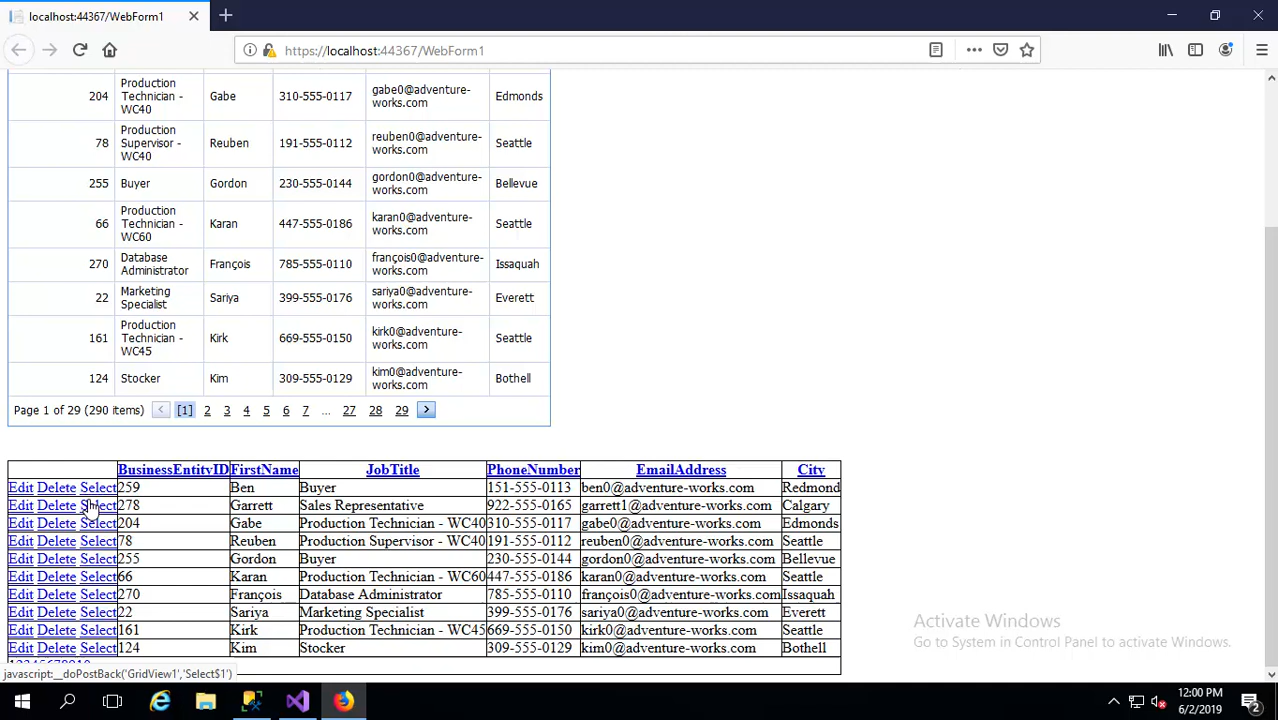 localhost:44367/WebForm1
https://localhost:44367/WebForm1
204 Production Technician - WC40 Gabe 310-555-0117 gabe0@adventure-works.com Edmonds
78 Production Supervisor - WC40 Reuben 191-555-0112 reuben0@adventure-works.com Seattle
255 Buyer Gordon 230-555-0144 gordon0@adventure-works.com Bellevue
66 Production Technician - WC60 Karan 447-555-0186 karan0@adventure-works.com Seattle
270 Database Administrator François 785-555-0110 françois0@adventure-works.com Issaquah
22 Marketing Specialist Sariya 399-555-0176 sariya0@adventure-works.com Everett
161 Production Technician - WC45 Kirk 669-555-0150 kirk0@adventure-works.com Seattle
124 Stocker Kim 309-555-0129 kim0@adventure-works.com Bothell
Page 1 of 29 (290 items) [1] 2 3 4 5 6 7 ... 27 28 29
BusinessEntityID FirstName JobTitle PhoneNumber EmailAddress City
Edit Delete Select 259 Ben Buyer 151-555-0113 ben0@adventure-works.com Redmond
Edit Delete Select 278 Garrett Sales Representative 922-555-0165 garrett1@adventure-works.com Calgary
Edit Delete Select 204 Gabe Production Technician - WC40 310-555-0117 gabe0@adventure-works.com Edmonds
Edit Delete Select 78 Reuben Production Supervisor - WC40 191-555-0112 reuben0@adventure-works.com Seattle
Edit Delete Select 255 Gordon Buyer 230-555-0144 gordon0@adventure-works.com Bellevue
Edit Delete Select 66 Karan Production Technician - WC60 447-555-0186 karan0@adventure-works.com Seattle
Edit Delete Select 270 François Database Administrator 785-555-0110 françois0@adventure-works.com Issaquah
Edit Delete Select 22 Sariya Marketing Specialist 399-555-0176 sariya0@adventure-works.com Everett
Edit Delete Select 161 Kirk Production Technician - WC45 669-555-0150 kirk0@adventure-works.com Seattle
Edit Delete Select 124 Kim Stocker 309-555-0129 kim0@adventure-works.com Bothell
javascript:__doPostBack('GridView1','Select$1')
Activate Windows
Go to System in Control Panel to activate Windows.
12:00 PM
6/2/2019
2